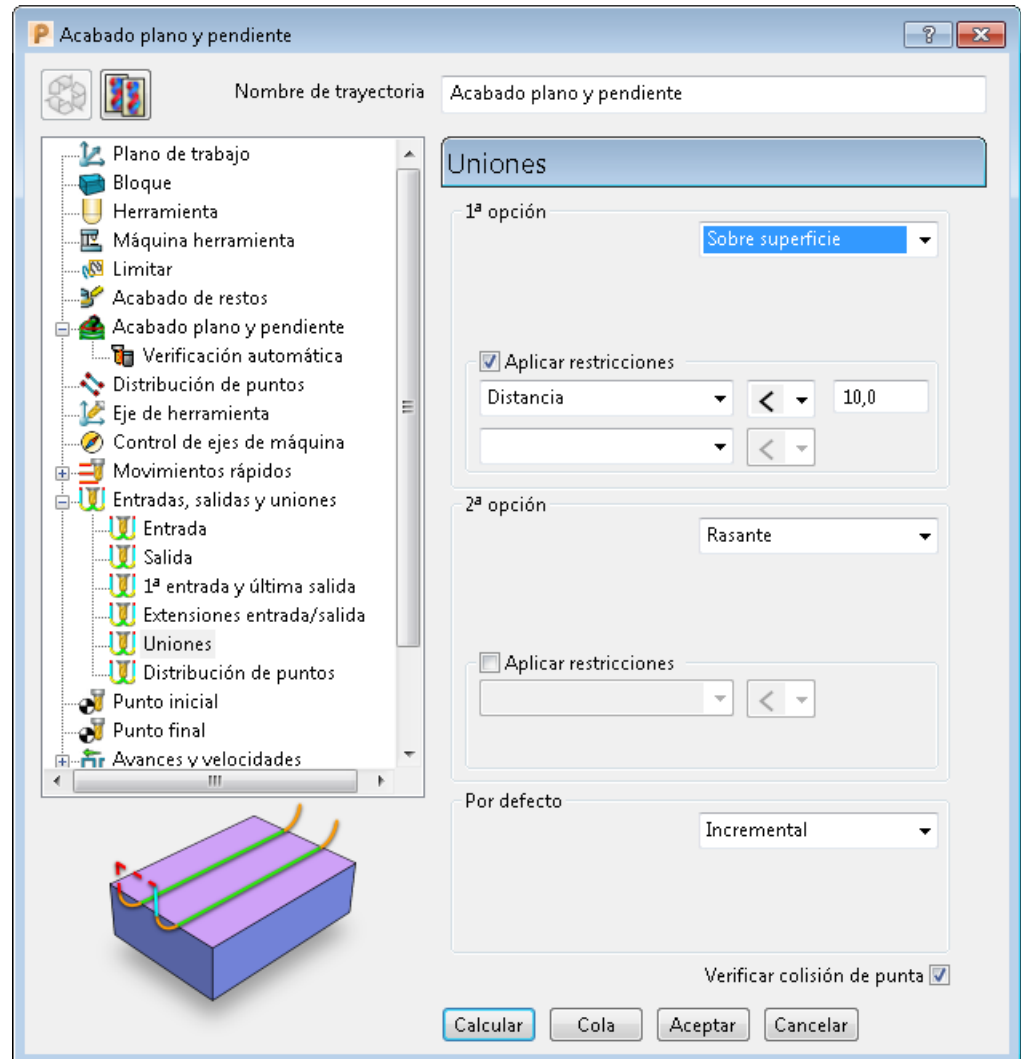 Acabado plano y pendiente
Nombre de trayectoria
Acabado plano y pendiente
Plano de trabajo
Bloque
Herramienta
Máquina herramienta
Limitar
Acabado de restos
Acabado plano y pendiente
Verificación automática
Distribución de puntos
Eje de herramienta
Control de ejes de máquina
Movimientos rápidos
Entradas, salidas y uniones
Entrada
Salida
1ª entrada y última salida
Extensiones entrada/salida
Uniones
Distribución de puntos
Punto inicial
Punto final
Avances y velocidades
Uniones
1ª opción
Sobre superficie
Aplicar restricciones
Distancia < 10,0
<
2ª opción
Rasante
Aplicar restricciones
<
Por defecto
Incremental
Verificar colisión de punta
Calcular Cola Aceptar Cancelar